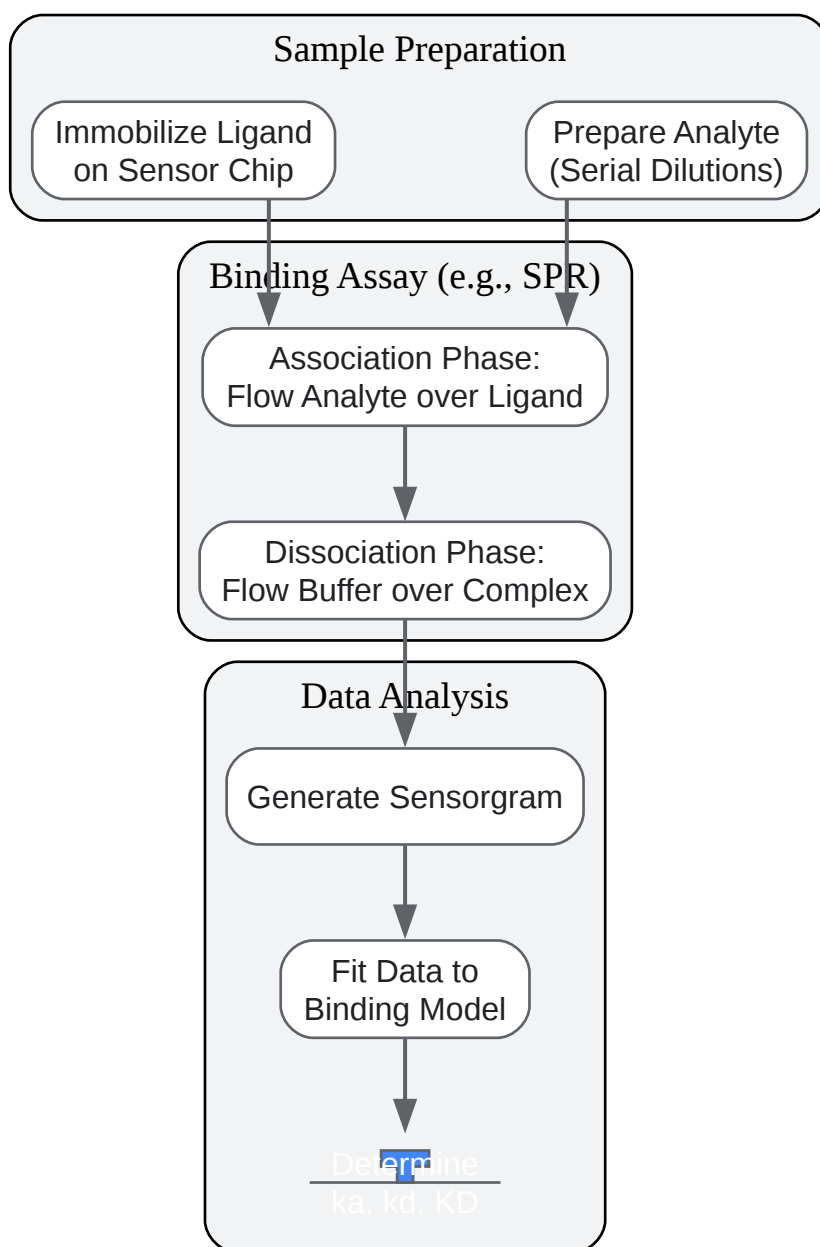 Sample Preparation
Immobilize Ligand
on Sensor Chip
Prepare Analyte
(Serial Dilutions)
Binding Assay (e.g., SPR)
Association Phase:
Flow Analyte over Ligand
Dissociation Phase:
Flow Buffer over Complex
Data Analysis
Generate Sensorgram
Fit Data to
Binding Model
Determine
ka, kd, KD